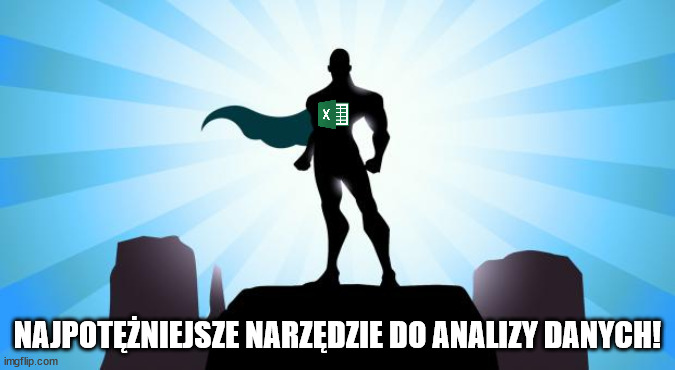 X
NAJPOTĘŻNIEJSZE NARZĘDZIE DO ANALIZY DANYCH!
imgflip.com